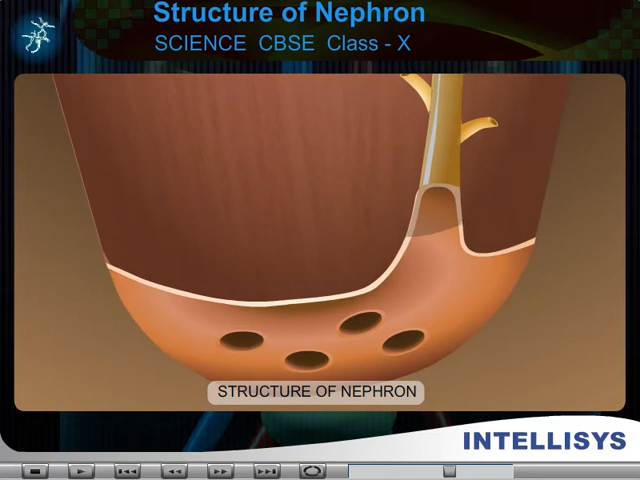 Structure of Nephron
SCIENCE CBSE Class - X
STRUCTURE OF NEPHRON
INTELLISYS